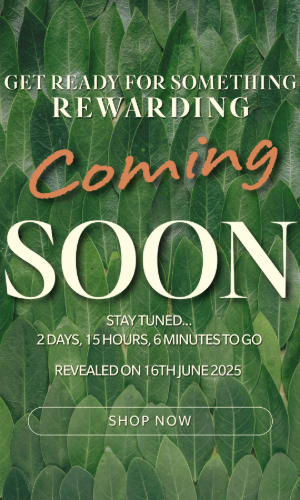 GET READY FOR SOMETHING
REWARDING
Coming
SOON
STAY TUNED...
2 DAYS, 15 HOURS, 6 MINUTES TO GO
REVEALED ON 16TH JUNE 2025
SHOP NOW